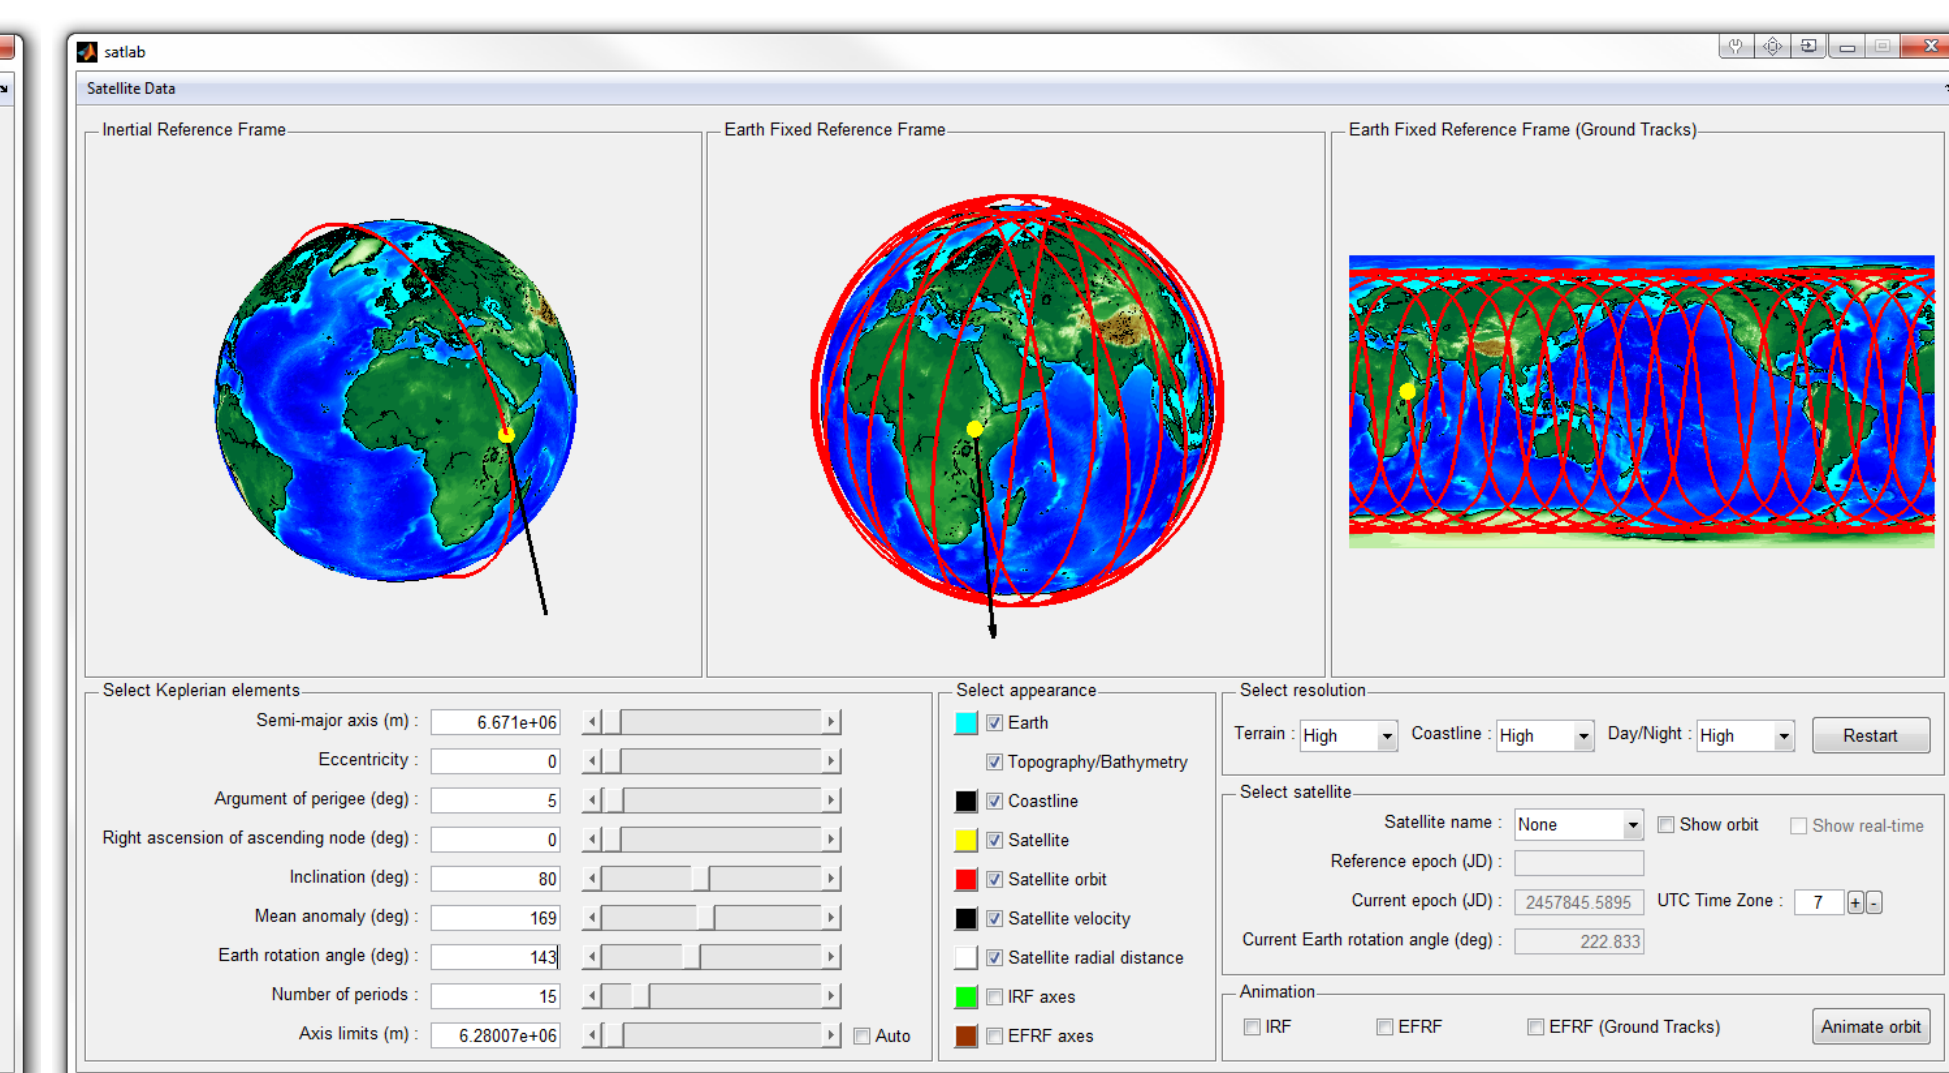 satlab
Satellite Data
Inertial Reference Frame
Earth Fixed Reference Frame
Earth Fixed Reference Frame (Ground Tracks)
Select Keplerian elements
Semi-major axis (m) : 6.671e+06
Eccentricity : 0
Argument of perigee (deg) : 5
Right ascension of ascending node (deg) : 0
Inclination (deg) : 80
Mean anomaly (deg) : 169
Earth rotation angle (deg) : 143
Number of periods : 15
Axis limits (m) : 6.28007e+06 Auto
Select appearance
Earth
Topography/Bathymetry
Coastline
Satellite
Satellite orbit
Satellite velocity
Satellite radial distance
IRF axes
EFRF axes
Select resolution
Terrain : High Coastline : High Day/Night : High Restart
Select satellite
Satellite name : None Show orbit Show real-time
Reference epoch (JD) :
Current epoch (JD) : 2457845.5895 UTC Time Zone : 7 + -
Current Earth rotation angle (deg) : 222.833
Animation
IRF EFRF EFRF (Ground Tracks) Animate orbit